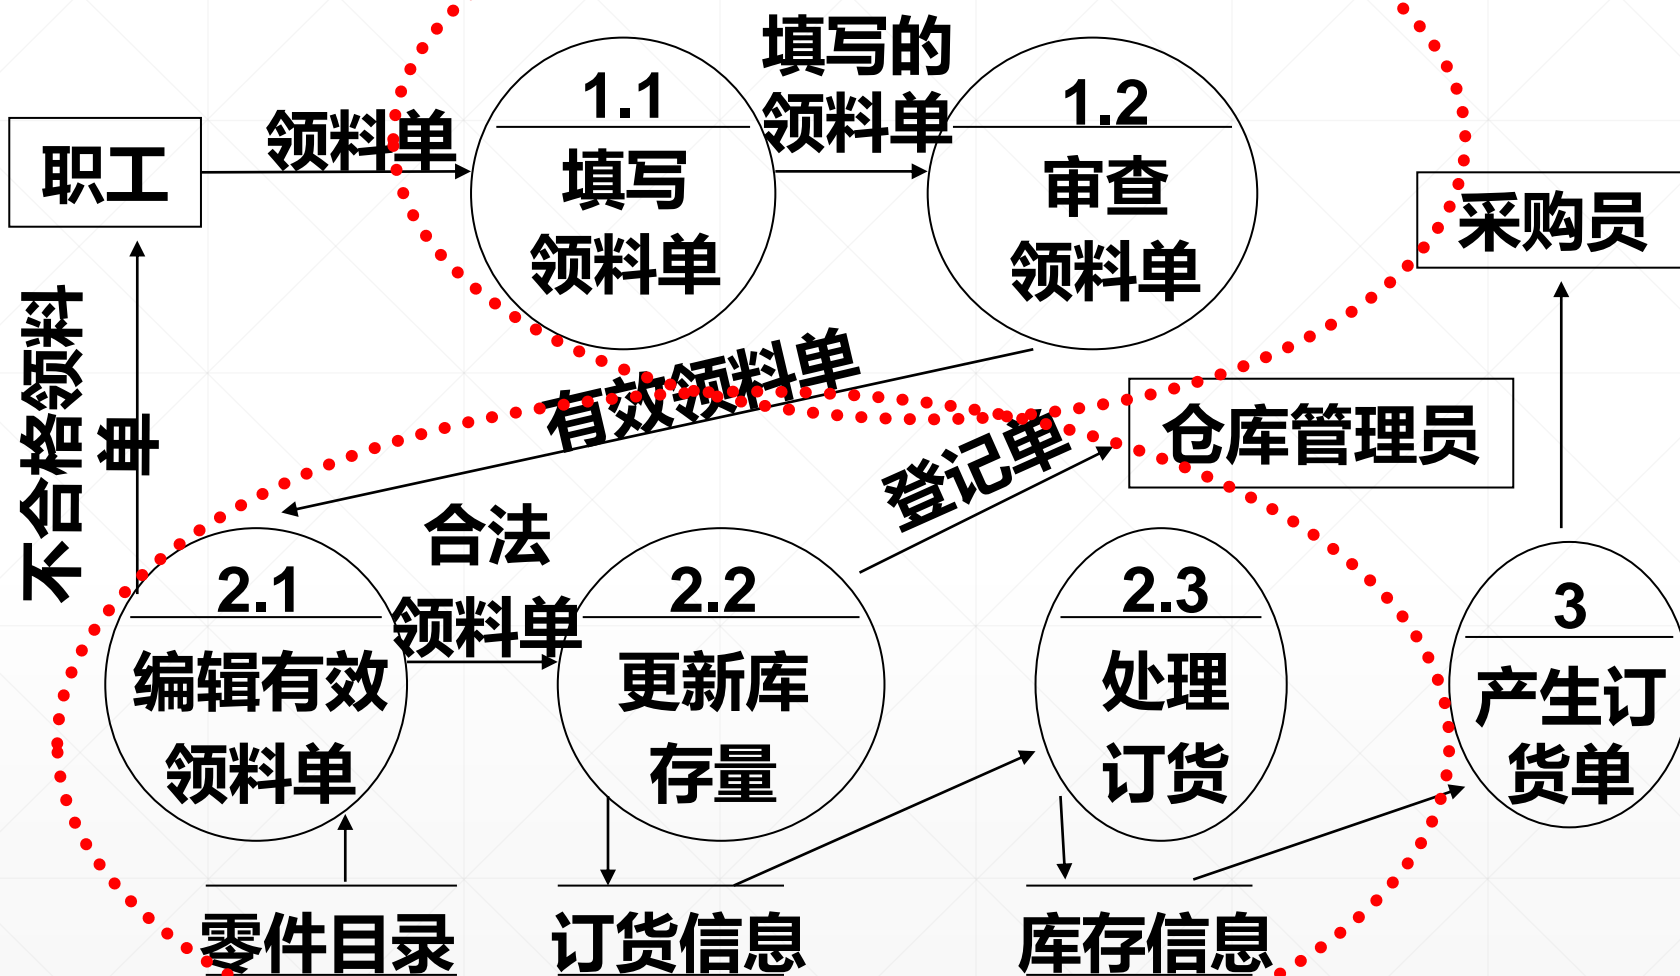 填写的
领料单
1.1
填写
领料单
1.2
审查
领料单
领料单
职工
采购员
不合格领料
单
有效领料单
登记单
仓库管理员
合法
领料单
2.1
编辑有效
领料单
2.2
更新库
存量
2.3
处理
订货
3
产生订
货单
零件目录
订货信息
库存信息